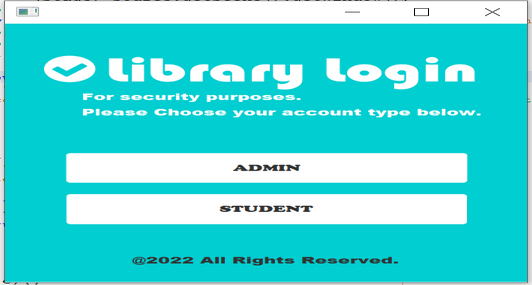 Library Login
For security purposes.
Please Choose your account type below.
ADMIN
STUDENT
@2022 All Rights Reserved.